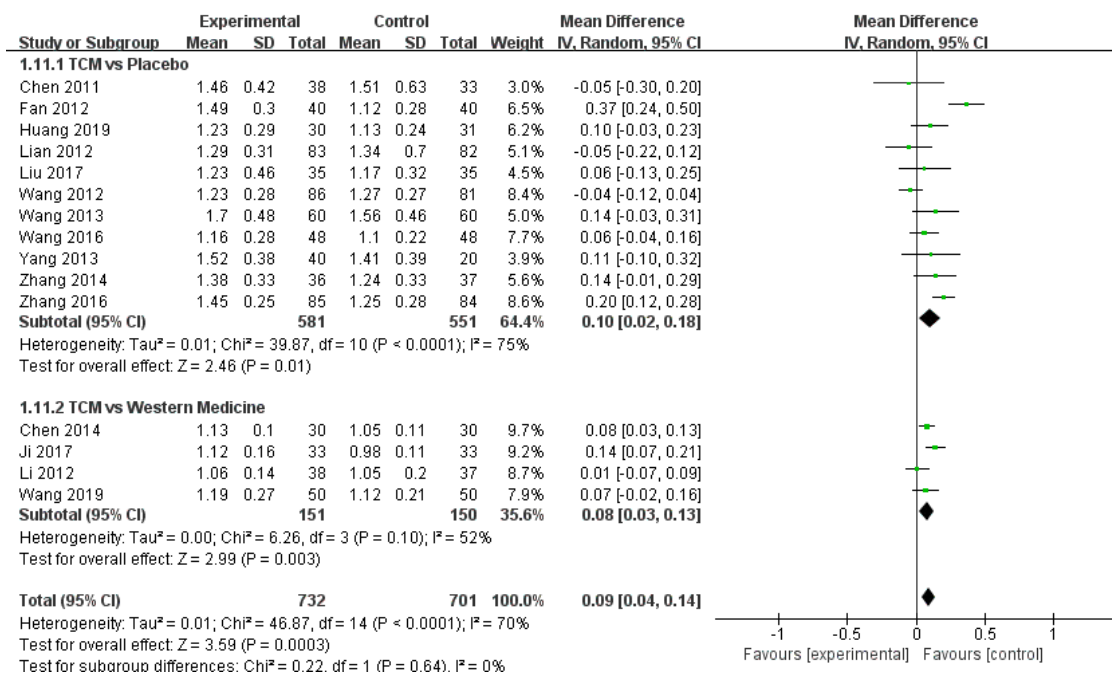 Experimental Control Mean Difference Mean Difference
Study or Subgroup Mean SD Total Mean SD Total Weight IV, Random, 95% CI IV, Random, 95% CI
1.11.1 TCM vs Placebo
Chen 2011 1.46 0.42 38 1.51 0.63 33 3.0% -0.05 [-0.30, 0.20]
Fan 2012 1.49 0.3 40 1.12 0.28 40 6.5% 0.37 [0.24, 0.50]
Huang 2019 1.23 0.29 30 1.13 0.24 31 6.2% 0.10 [-0.03, 0.23]
Lian 2012 1.29 0.31 83 1.34 0.7 82 5.1% -0.05 [-0.22, 0.12]
Liu 2017 1.23 0.46 35 1.17 0.32 35 4.5% 0.06 [-0.13, 0.25]
Wang 2012 1.23 0.28 86 1.27 0.27 81 8.4% -0.04 [-0.12, 0.04]
Wang 2013 1.7 0.48 60 1.56 0.46 60 5.0% 0.14 [-0.03, 0.31]
Wang 2016 1.16 0.28 48 1.1 0.22 48 7.7% 0.06 [-0.04, 0.16]
Yang 2013 1.52 0.38 40 1.41 0.39 20 3.9% 0.11 [-0.10, 0.32]
Zhang 2014 1.38 0.33 36 1.24 0.33 37 5.6% 0.14 [-0.01, 0.29]
Zhang 2016 1.45 0.25 85 1.25 0.28 84 8.6% 0.20 [0.12, 0.28]
Subtotal (95% CI) 581 551 64.4% 0.10 [0.02, 0.18]
Heterogeneity: Tau² = 0.01; Chi² = 39.87, df = 10 (P < 0.0001); I² = 75%
Test for overall effect: Z = 2.46 (P = 0.01)
1.11.2 TCM vs Western Medicine
Chen 2014 1.13 0.1 30 1.05 0.11 30 9.7% 0.08 [0.03, 0.13]
Ji 2017 1.12 0.16 33 0.98 0.11 33 9.2% 0.14 [0.07, 0.21]
Li 2012 1.06 0.14 38 1.05 0.2 37 8.7% 0.01 [-0.07, 0.09]
Wang 2019 1.19 0.27 50 1.12 0.21 50 7.9% 0.07 [-0.02, 0.16]
Subtotal (95% CI) 151 150 35.6% 0.08 [0.03, 0.13]
Heterogeneity: Tau² = 0.00; Chi² = 6.26, df = 3 (P = 0.10); I² = 52%
Test for overall effect: Z = 2.99 (P = 0.003)
Total (95% CI) 732 701 100.0% 0.09 [0.04, 0.14]
Heterogeneity: Tau² = 0.01; Chi² = 46.87, df = 14 (P < 0.0001); I² = 70%
Test for overall effect: Z = 3.59 (P = 0.0003)
Test for subgroup differences: Chi² = 0.22, df = 1 (P = 0.64), I² = 0%
-1 -0.5 0 0.5 1
Favours [experimental] Favours [control]